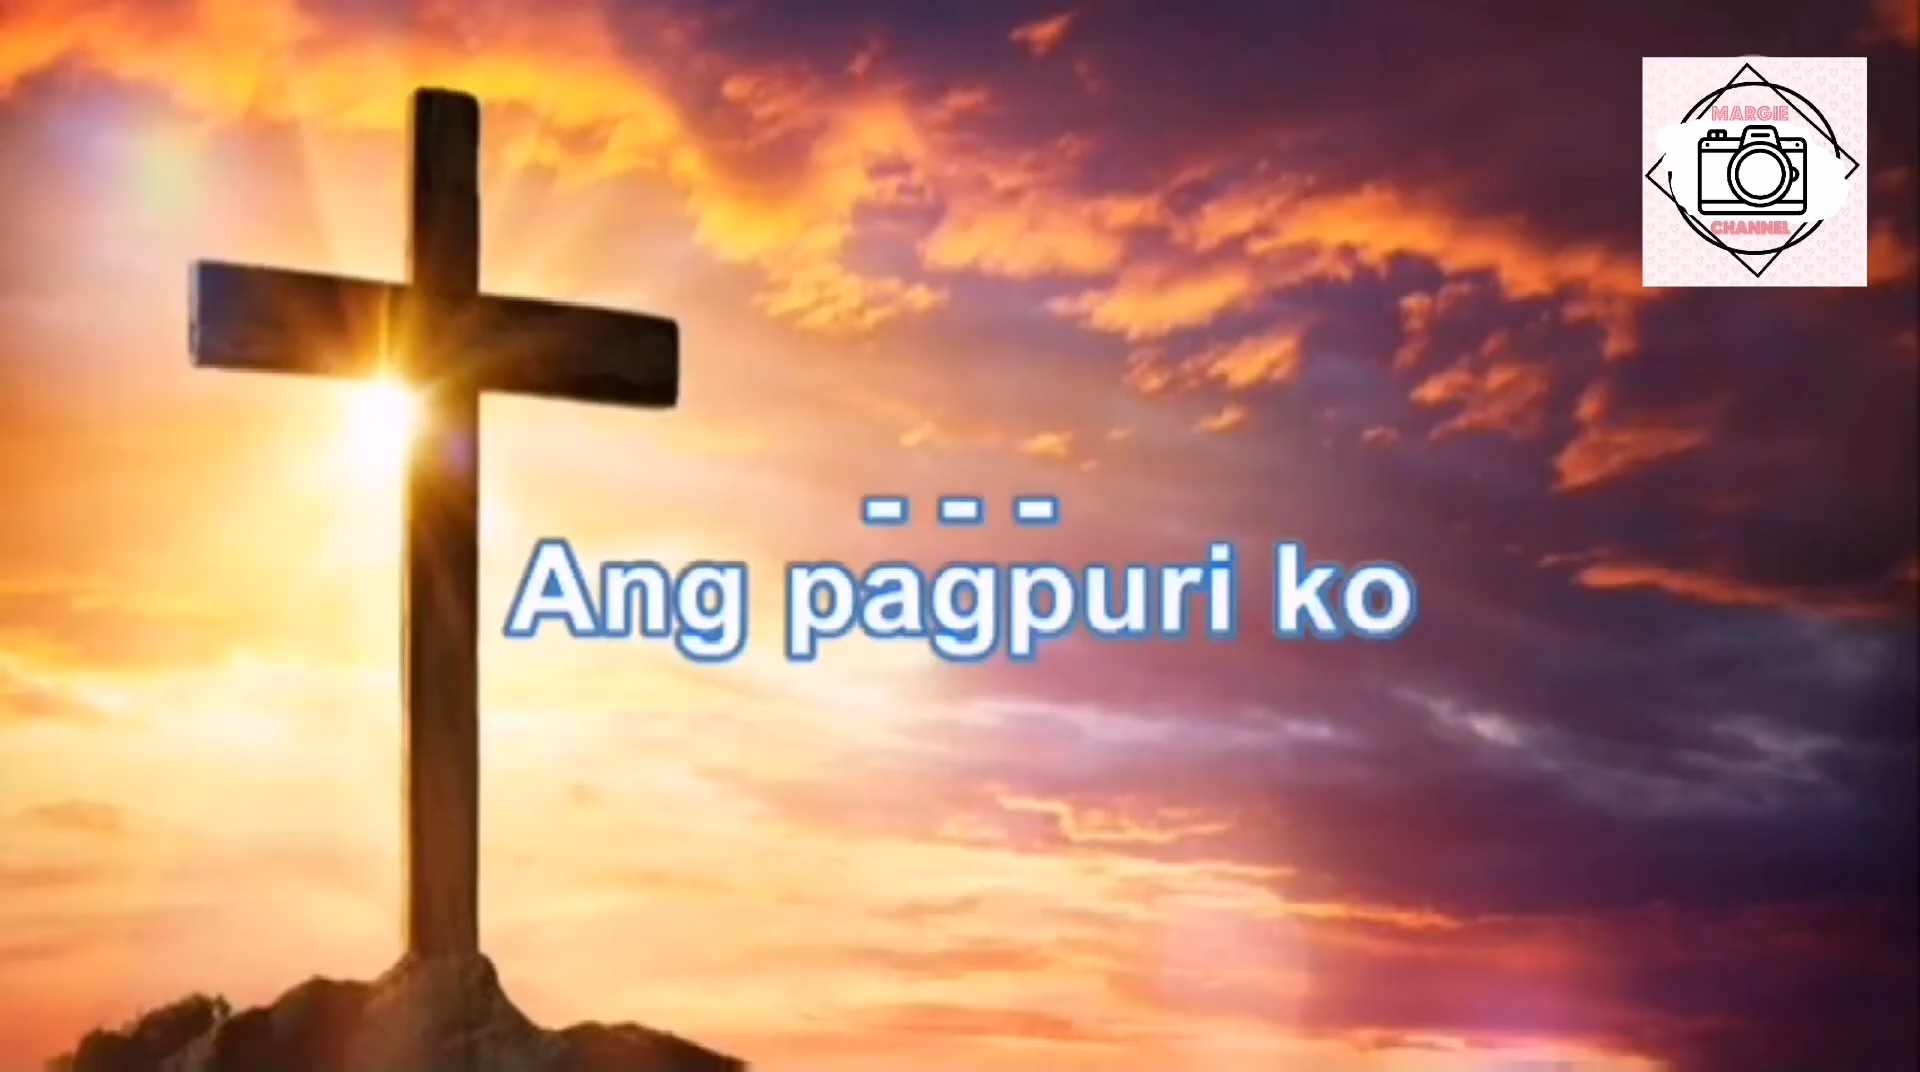 MARGIE
CHANNEL
- - -
Ang pagpuri ko